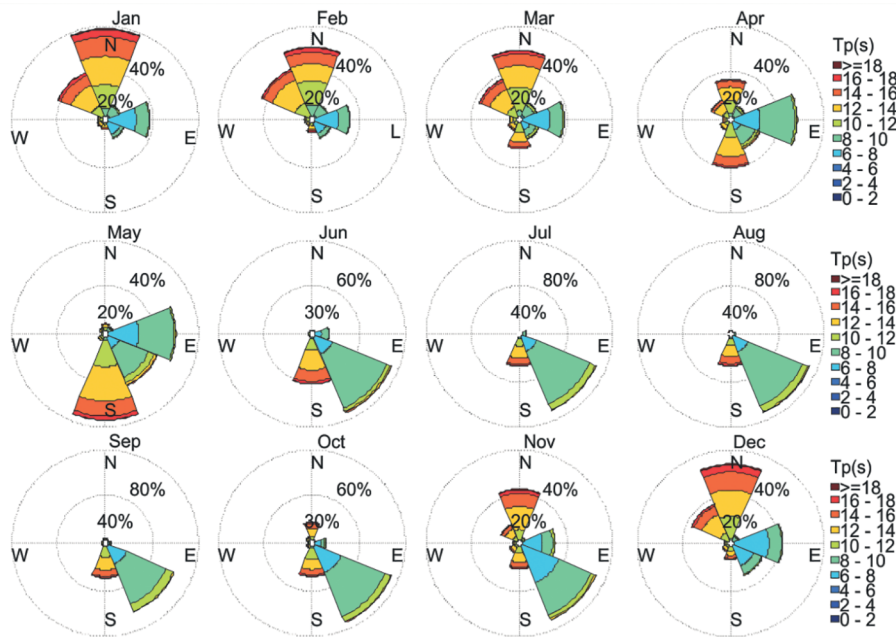 Jan Feb Mar Apr
N N N N Tp(s)
40% 40% 40% 40% >=18
16 - 18
14 - 16
20% 20% 20% 20% 12 - 14
10 - 12
W E W L W E W E 8 - 10
6 - 8
4 - 6
2 - 4
S S S S 0 - 2
May Jun Jul Aug
N N N N Tp(s)
40% 60% 80% 80% >=18
16 - 18
14 - 16
20% 30% 40% 40% 12 - 14
10 - 12
W E W E W E W E 8 - 10
6 - 8
4 - 6
2 - 4
S S S S 0 - 2
Sep Oct Nov Dec
N N N N Tp(s)
80% 60% 40% 40% >=18
16 - 18
14 - 16
40% 30% 20% 20% 12 - 14
10 - 12
W E W E W E W E 8 - 10
6 - 8
4 - 6
2 - 4
S S S S 0 - 2